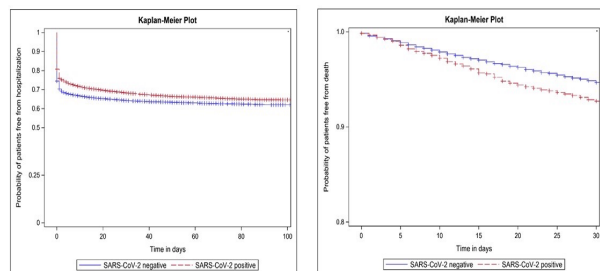 Kaplan-Meier Plot
Probability of patients free from hospitalization
1
0.9
0.8
0.7
0.6
0.5
0.25
0
0
20
40
60
80
100
Time in days
SARS-CoV-2 negative
SARS-CoV-2 positive
Kaplan-Meier Plot
Probability of patients free from death
1.0
0.9
0.8
0
5
10
15
20
25
30
Time in days
SARS-CoV-2 negative
SARS-CoV-2 positive